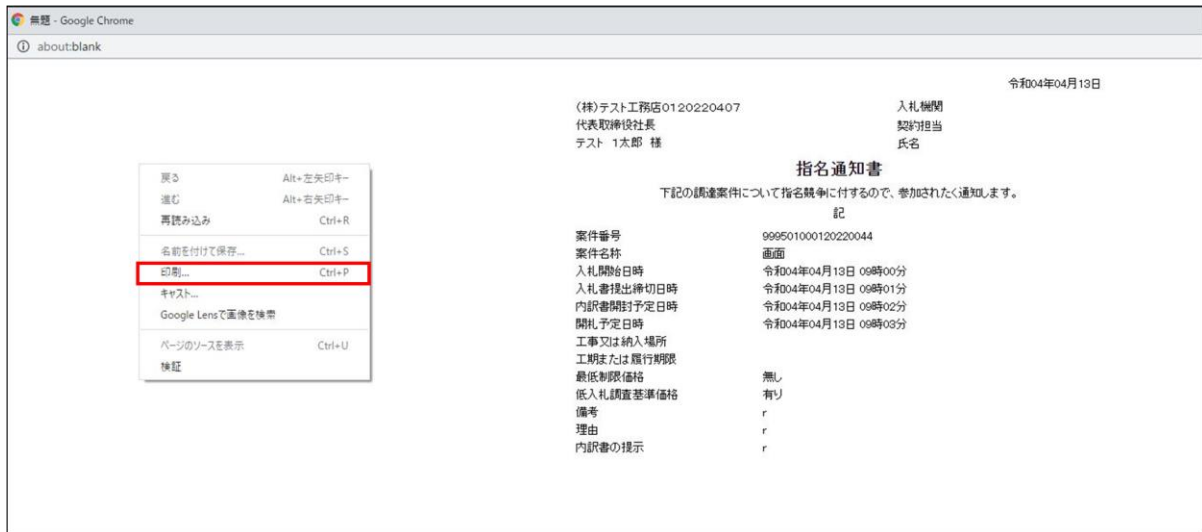 無題 - Google Chrome
about:blank
令和04年04月13日
(株)テスト工務店0120220407 入札機関
代表取締役社長 契約担当
テスト 1太郎 様 氏名
指名通知書
下記の調達案件について指名競争に付するので、参加されたく通知します。
記
案件番号 999501000120220044
案件名称 画面
入札開始日時 令和04年04月13日 09時00分
入札書提出締切日時 令和04年04月13日 09時01分
内訳書開封予定日時 令和04年04月13日 09時02分
開札予定日時 令和04年04月13日 09時03分
工事又は納入場所
工期または履行期限
最低制限価格 無し
低入札調査基準価格 有り
備考 r
理由 r
内訳書の提示 r
戻る Alt+左矢印キー
進む Alt+右矢印キー
再読み込み Ctrl+R
名前を付けて保存... Ctrl+S
印刷... Ctrl+P
キャスト...
Google Lensで画像を検索
ページのソースを表示 Ctrl+U
検証